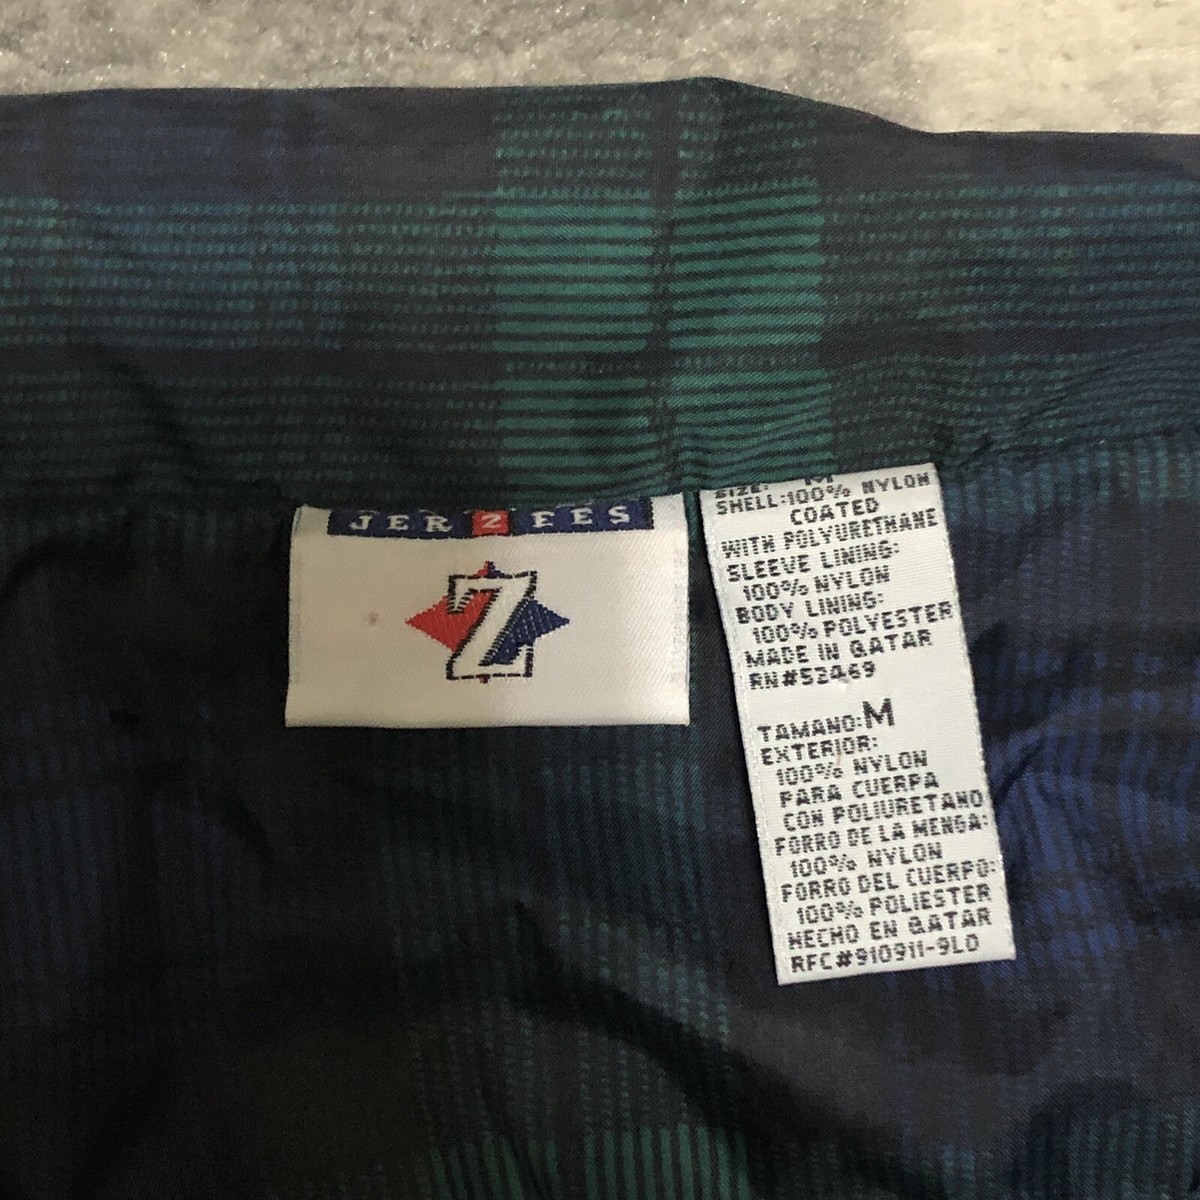 JERZEES
Z
SIZE: M
SHELL:100% NYLON
COATED
WITH POLYURETHANE
SLEEVE LINING:
100% NYLON
BODY LINING:
100% POLYESTER
MADE IN QATAR
RN#52469
TAMANO:M
EXTERIOR:
100% NYLON
PARA CUERPA
CON POLIURETANO
FORRO DE LA MENGA:
100% NYLON
FORRO DEL CUERPO:
100% POLIESTER
HECHO EN QATAR
RFC#910911-9L0